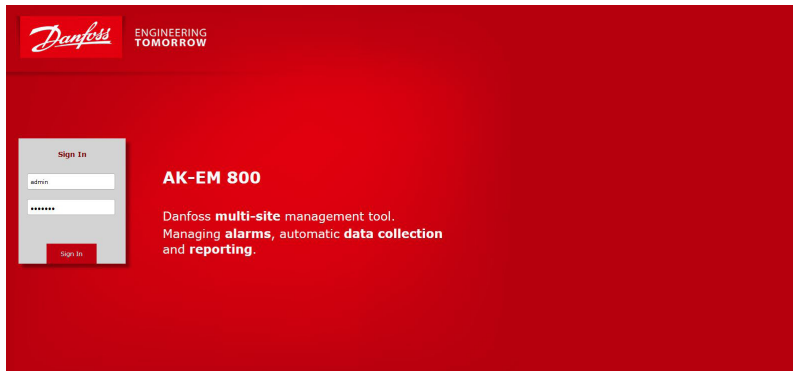 Danfoss
ENGINEERING
TOMORROW
Sign In
admin
•••••••
Sign In
AK-EM 800
Danfoss multi-site management tool.
Managing alarms, automatic data collection
and reporting.